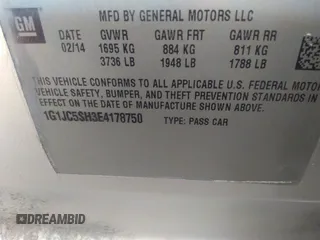 GM
MFD BY GENERAL MOTORS LLC
DATE GVWR GAWR FRT GAWR RR
02/14 1695 KG 884 KG 811 KG
3736 LB 1948 LB 1788 LB
THIS VEHICLE CONFORMS TO ALL APPLICABLE U.S. FEDERAL MOTOR
VEHICLE SAFETY, BUMPER, AND THEFT PREVENTION STANDARDS IN
EFFECT ON THE DATE OF MANUFACTURE SHOWN ABOVE.
1G1JC5SH3E4178750 TYPE: PASS CAR
DREAMBID